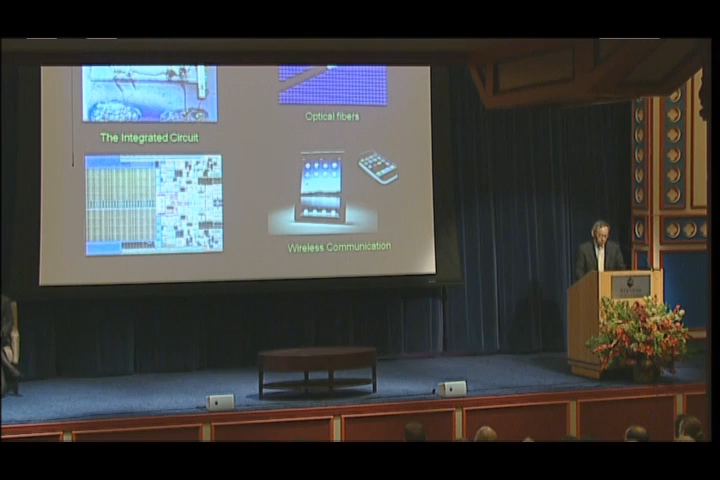 The Integrated Circuit
Optical fibers
Wireless Communication